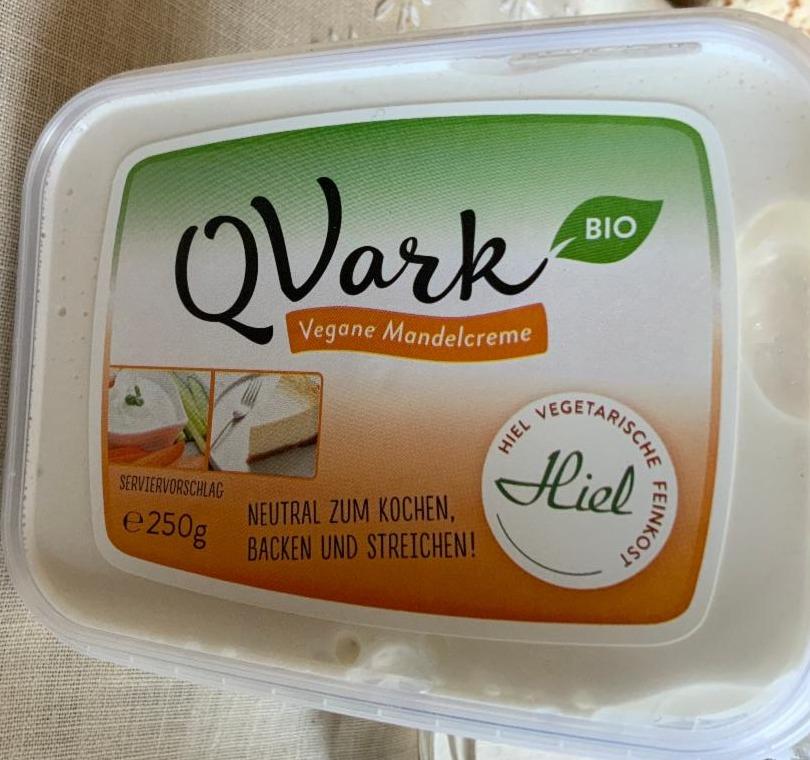 QVark
BIO
Vegane Mandelcreme
SERVIERVORSCHLAG
℮250g
NEUTRAL ZUM KOCHEN,
BACKEN UND STREICHEN!
HIEL VEGETARISCHE FEINKOST
Hiel